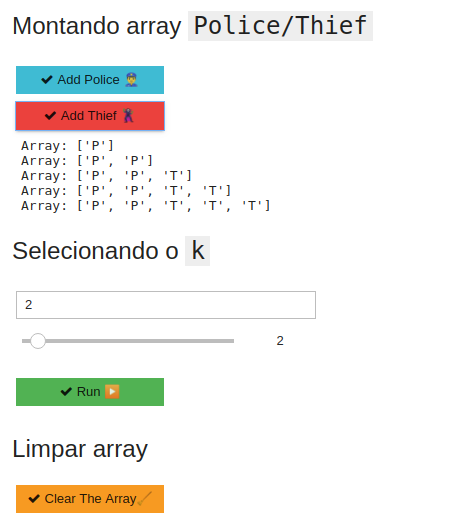 Montando array Police/Thief
✔ Add Police 👮
✔ Add Thief 🦹
Array: ['P']
Array: ['P', 'P']
Array: ['P', 'P', 'T']
Array: ['P', 'P', 'T', 'T']
Array: ['P', 'P', 'T', 'T', 'T']
Selecionando o k
2
2
✔ Run ▶️
Limpar array
✔ Clear The Array🧹